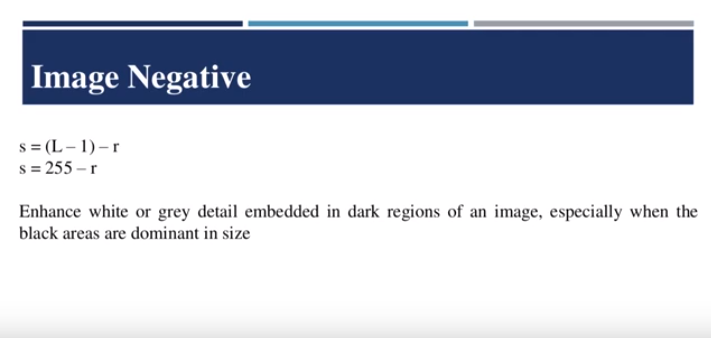 Image Negative
s = (L – 1) – r
s = 255 – r
Enhance white or grey detail embedded in dark regions of an image, especially when the
black areas are dominant in size